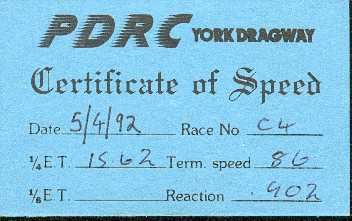 PDRC YORK DRAGWAY
Certificate of Speed
Date 5/4/92 Race No C4
¼ E.T. 15.62 Term. speed 86
⅛ E.T. Reaction .902